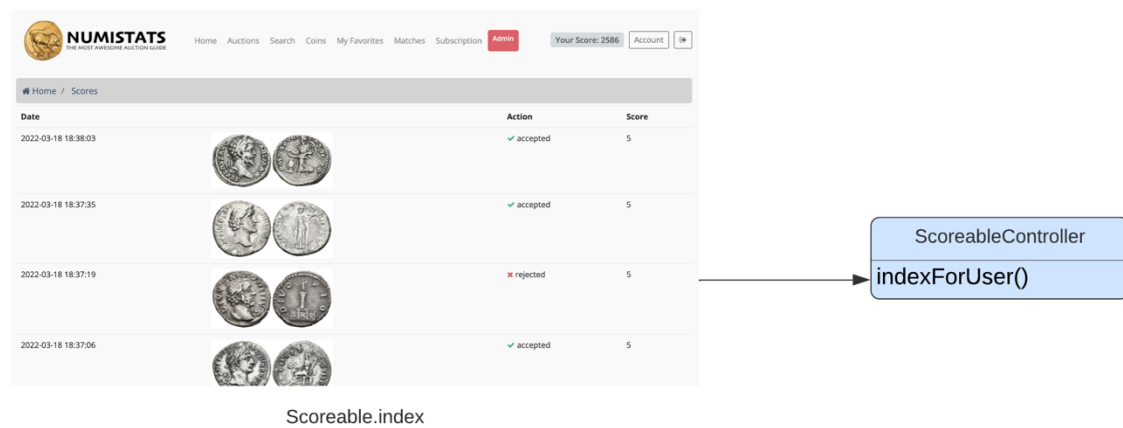 NUMISTATS
THE MOST AWESOME AUCTION GUIDE
Home Auctions Search Coins My Favorites Matches Subscription Admin Your Score: 2586 Account
Home / Scores
Date Action Score
2022-03-18 18:38:03 accepted 5
2022-03-18 18:37:35 accepted 5
2022-03-18 18:37:19 rejected 5
2022-03-18 18:37:06 accepted 5
ScoreableController
indexForUser()
Scoreable.index